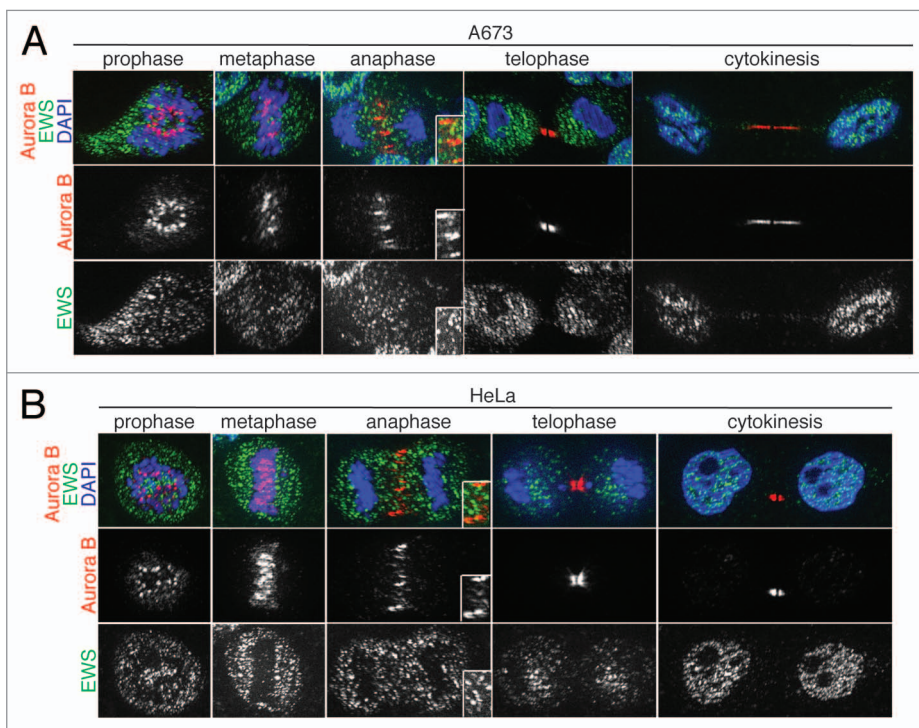 A
A673
prophase metaphase anaphase telophase cytokinesis
Aurora B
EWS
DAPI
Aurora B
EWS
B
HeLa
prophase metaphase anaphase telophase cytokinesis
Aurora B
EWS
DAPI
Aurora B
EWS